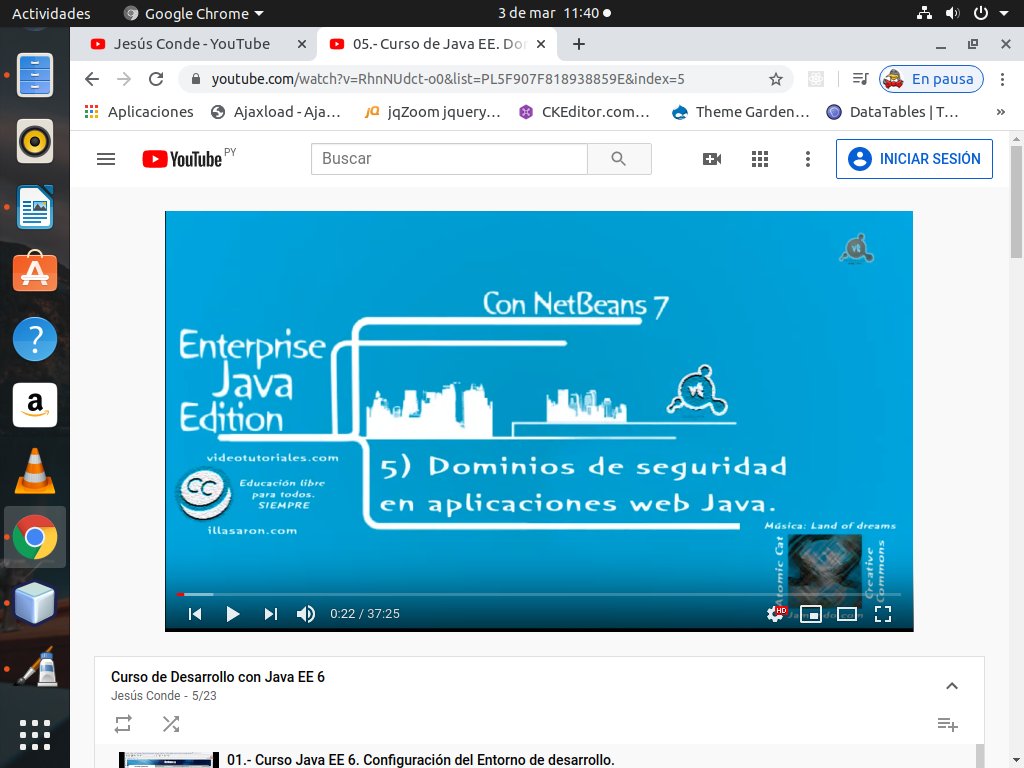 Actividades
Google Chrome
3 de mar 11:40
Jesús Conde - YouTube
05.- Curso de Java EE. Do
youtube.com/watch?v=RhnNUdct-o0&list=PL5F907F818938859E&index=5
En pausa
Aplicaciones
Ajaxload - Aja...
jqZoom jquery...
CKEditor.com...
Theme Garden...
DataTables | T...
»
YouTube PY
Buscar
INICIAR SESIÓN
vt
Con NetBeans 7
Enterprise
Java
Edition
vt
videotutoriales.com
5) Dominios de seguridad
en aplicaciones web Java.
CC
Educación libre
para todos.
SIEMPRE
illasaron.com
Música: Land of dreams
Atomic Cat
Creative
Commons
0:22 / 37:25
HD
Curso de Desarrollo con Java EE 6
Jesús Conde - 5/23
01.- Curso Java EE 6. Configuración del Entorno de desarrollo.